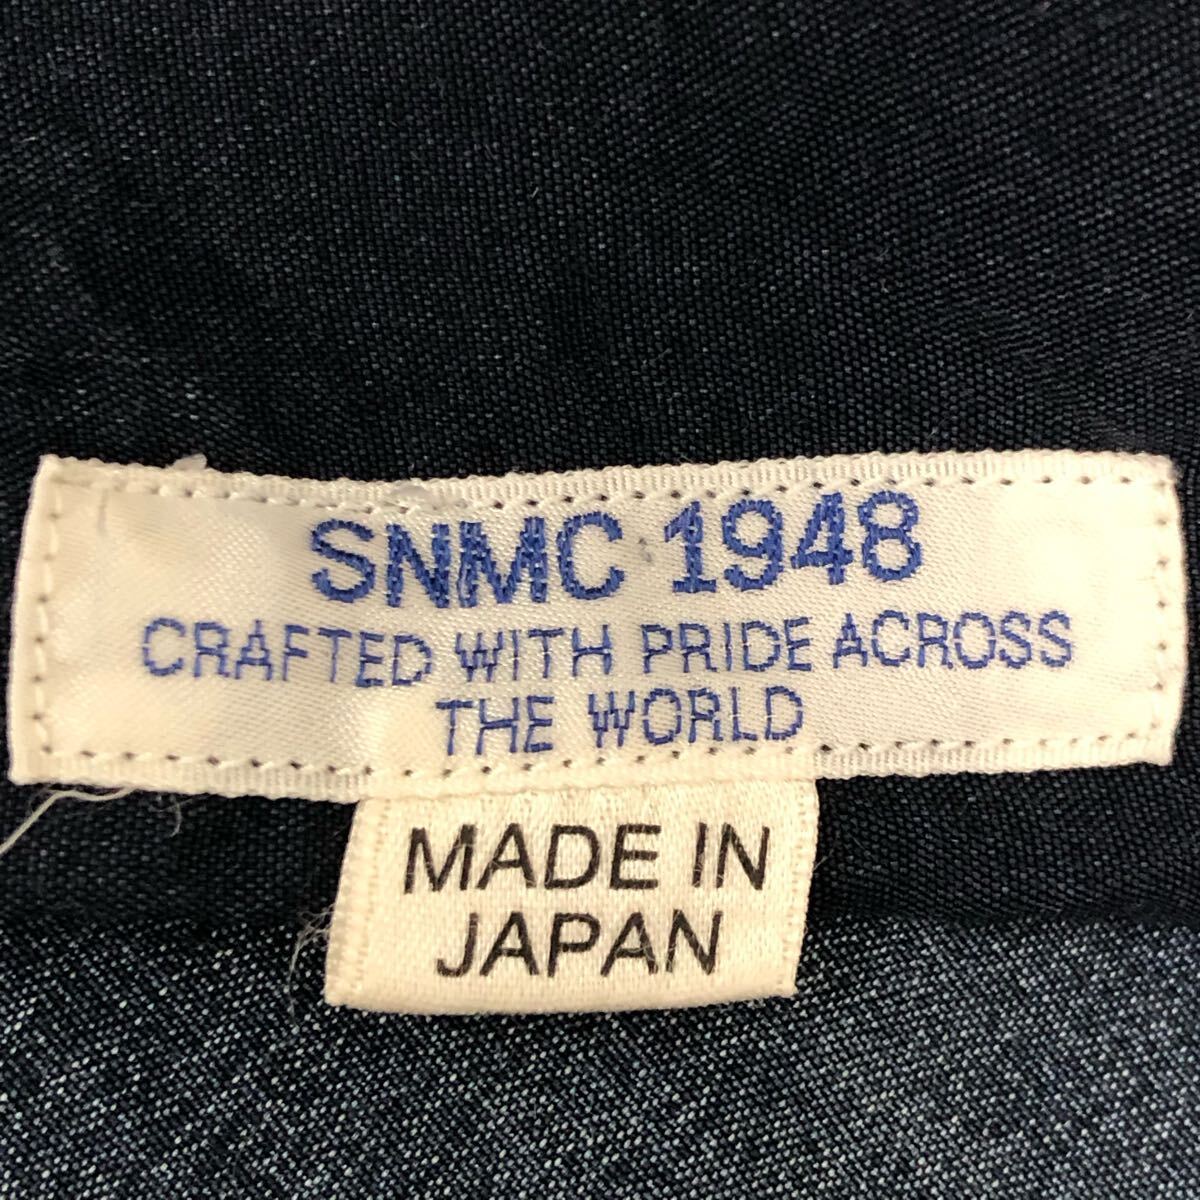 SNMC 1948
CRAFTED WITH PRIDE ACROSS
THE WORLD
MADE IN
JAPAN